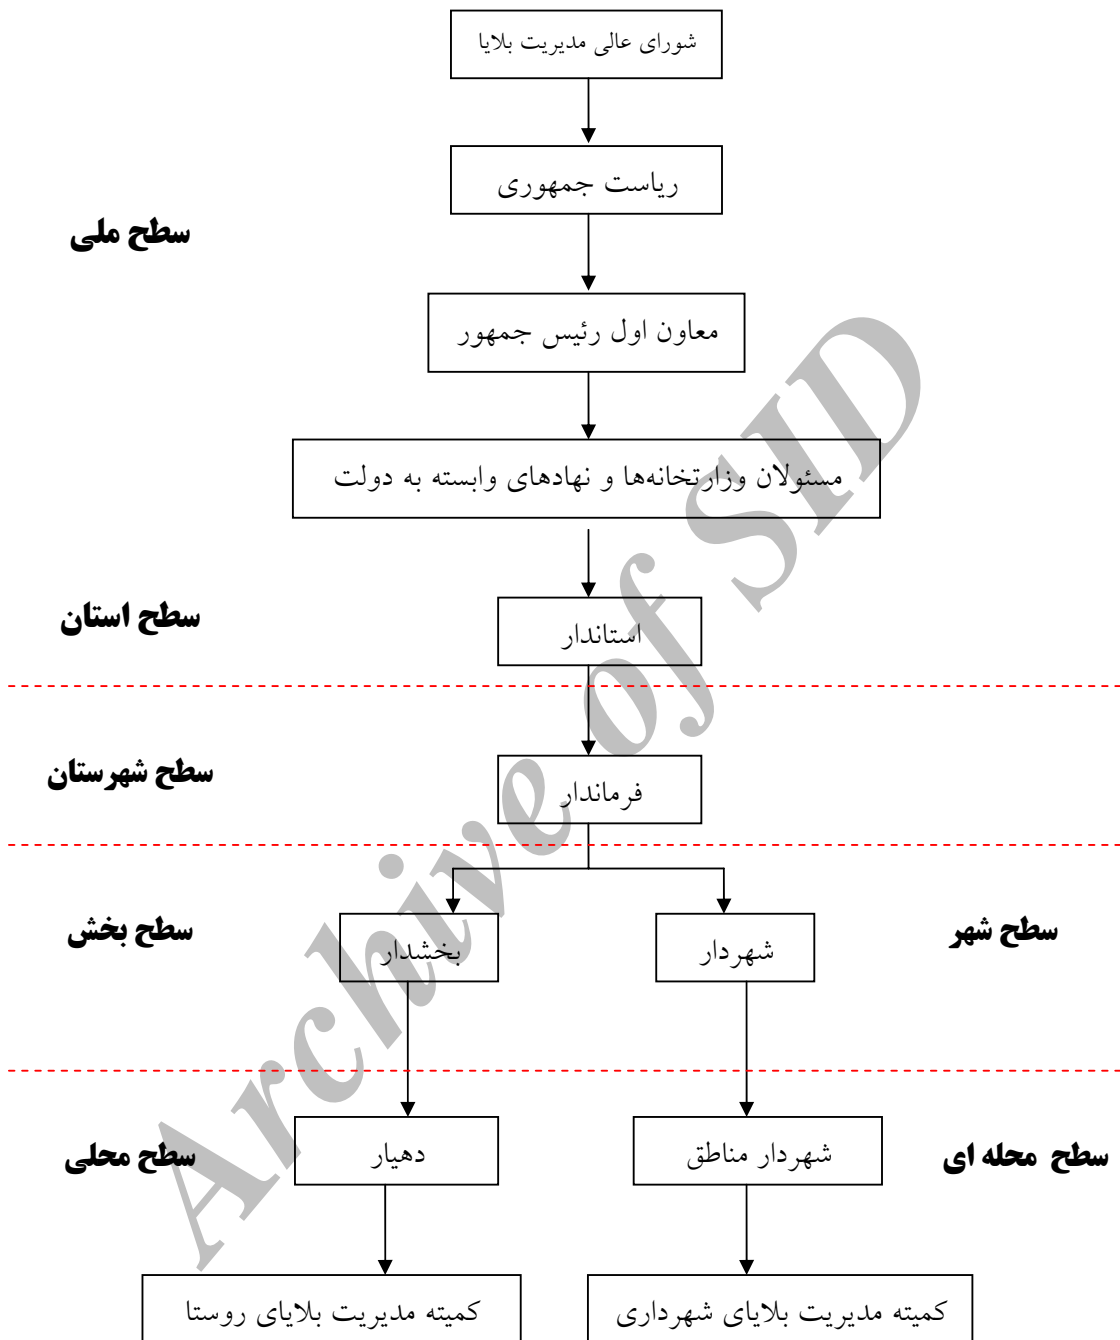 شورای عالی مدیریت بلایا
ریاست جمهوری
سطح ملی
معاون اول رئیس جمهور
مسئولان وزارتخانه‌ها و نهادهای وابسته به دولت
سطح استان
استاندار
سطح شهرستان
فرماندار
سطح شهر
شهردار
بخشدار
سطح بخش
سطح محله ای
شهردار مناطق
دهیار
سطح محلی
کمیته مدیریت بلایای شهرداری
کمیته مدیریت بلایای روستا
Archive of SID